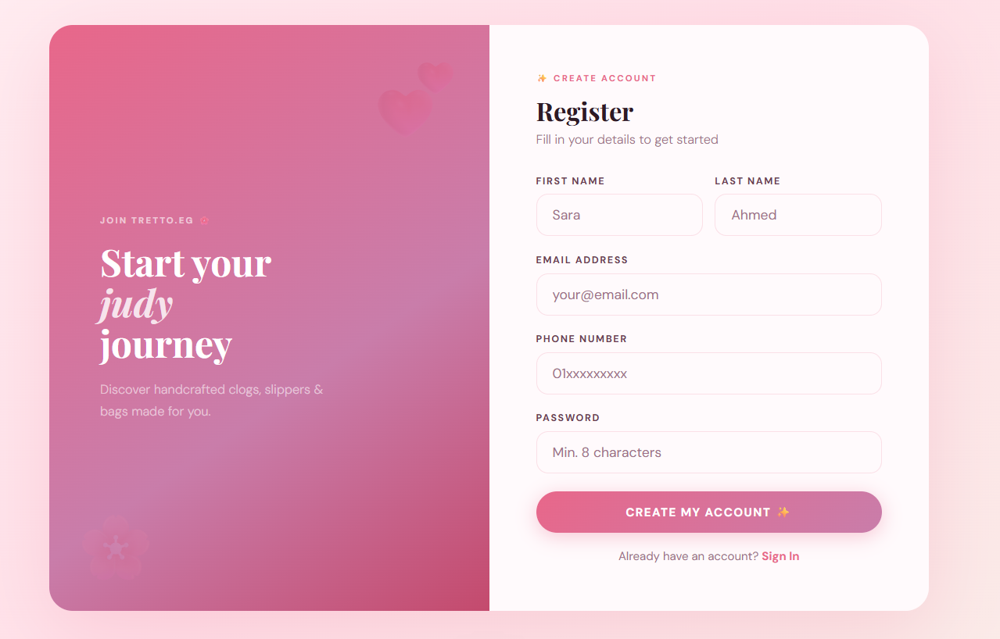 JOIN TRETTO.EG
Start your
judy
journey
Discover handcrafted clogs, slippers &
bags made for you.
✨ CREATE ACCOUNT
Register
Fill in your details to get started
FIRST NAME
LAST NAME
Sara
Ahmed
EMAIL ADDRESS
your@email.com
PHONE NUMBER
01xxxxxxxxx
PASSWORD
Min. 8 characters
CREATE MY ACCOUNT ✨
Already have an account? Sign In